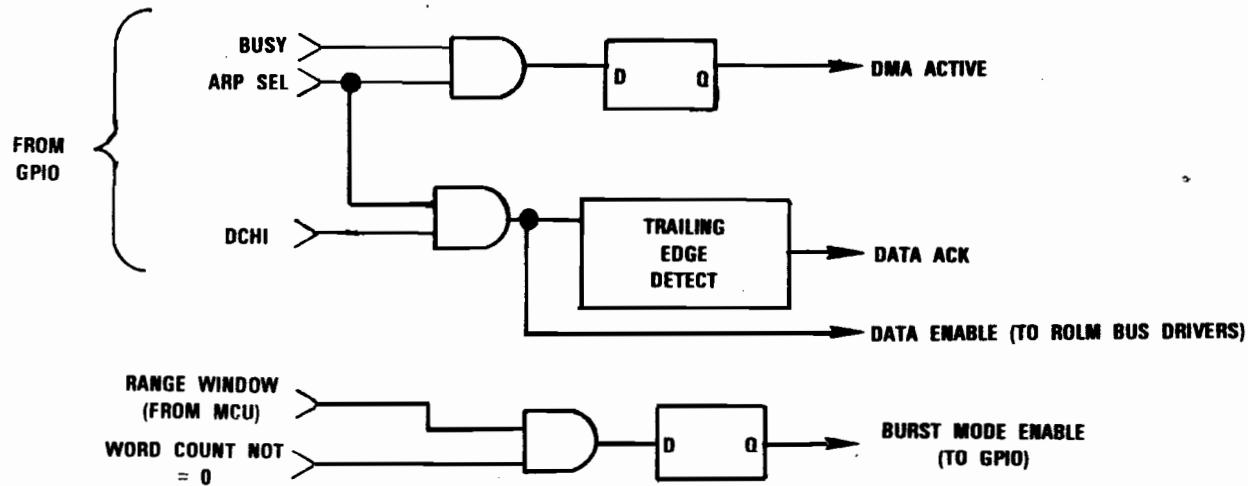 BUSY
ARP SEL
D Q
DMA ACTIVE
FROM
GPIO
DCHI
TRAILING
EDGE
DETECT
DATA ACK
DATA ENABLE (TO ROLM BUS DRIVERS)
RANGE WINDOW
(FROM MCU)
WORD COUNT NOT
= 0
D Q
BURST MODE ENABLE
(TO GPIO)